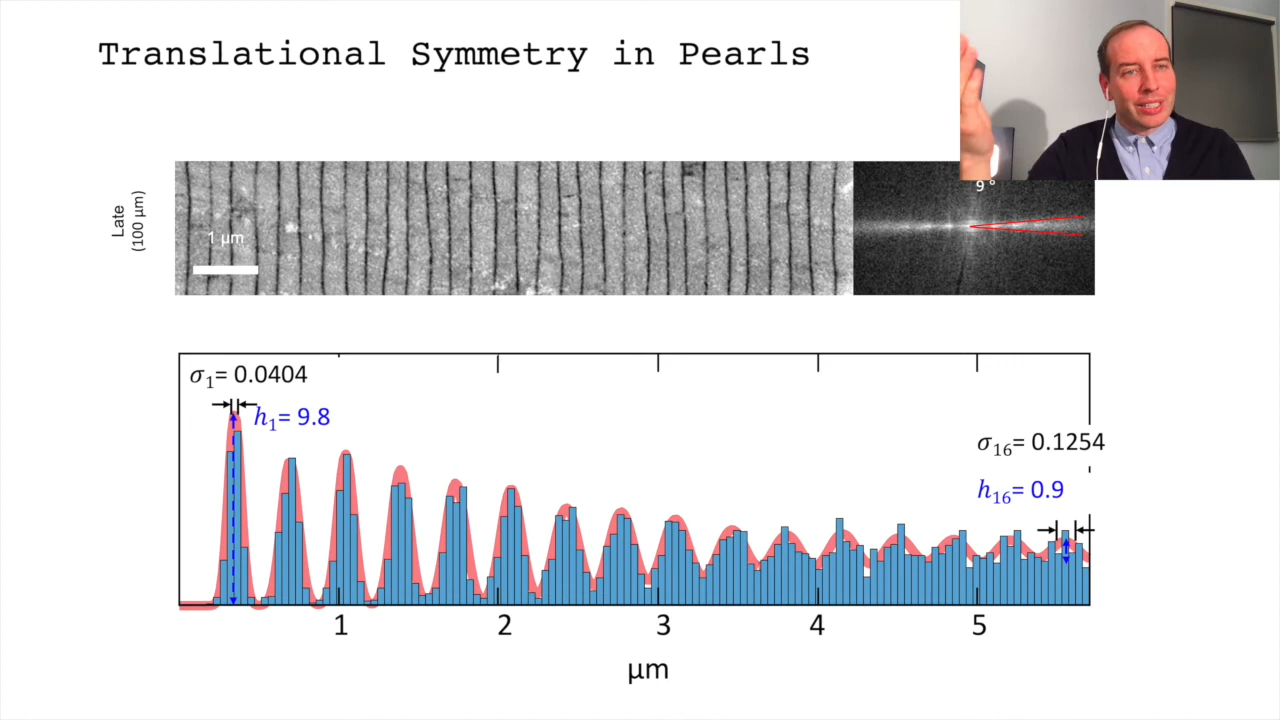 Translational Symmetry in Pearls
Late
(100 µm)
1 µm
9 °
σ1= 0.0404
h1= 9.8
σ16= 0.1254
h16= 0.9
1 2 3 4 5
µm